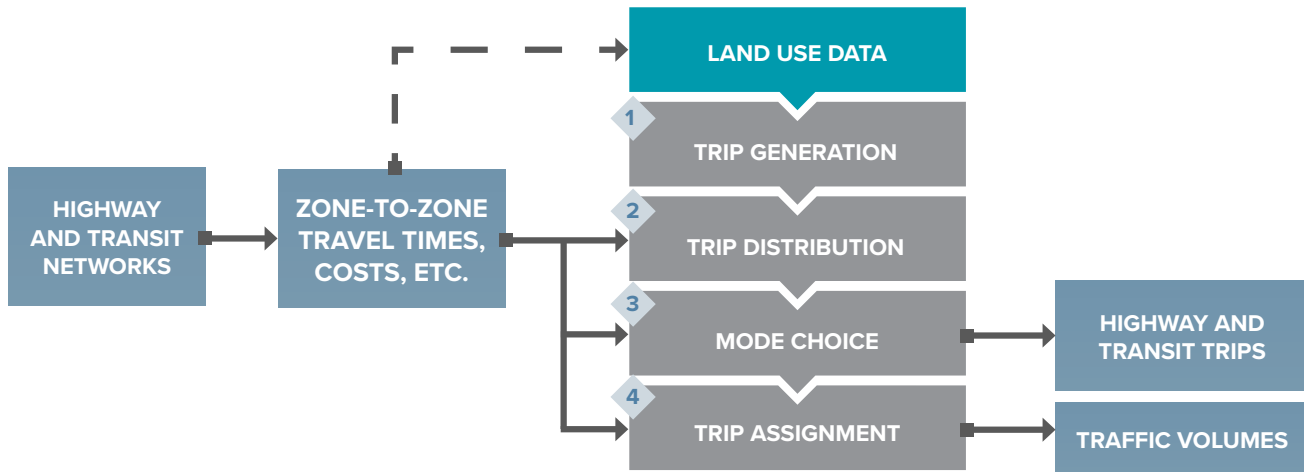 LAND USE DATA
1
TRIP GENERATION
HIGHWAY
AND TRANSIT
NETWORKS
ZONE-TO-ZONE
TRAVEL TIMES,
COSTS, ETC.
2
TRIP DISTRIBUTION
3
MODE CHOICE
HIGHWAY AND
TRANSIT TRIPS
4
TRIP ASSIGNMENT
TRAFFIC VOLUMES